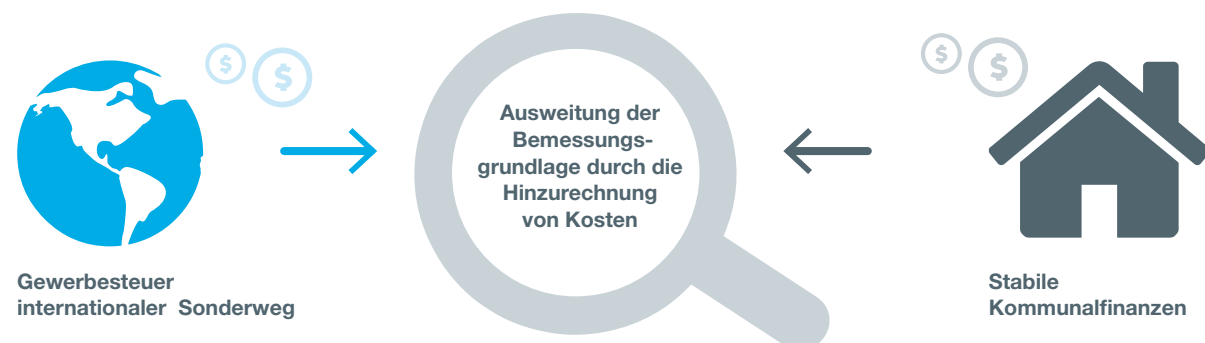 $
$
Ausweitung der
Bemessungs-
grundlage durch die
Hinzurechnung
von Kosten
$
$
Gewerbesteuer
internationaler Sonderweg
Stabile
Kommunalfinanzen